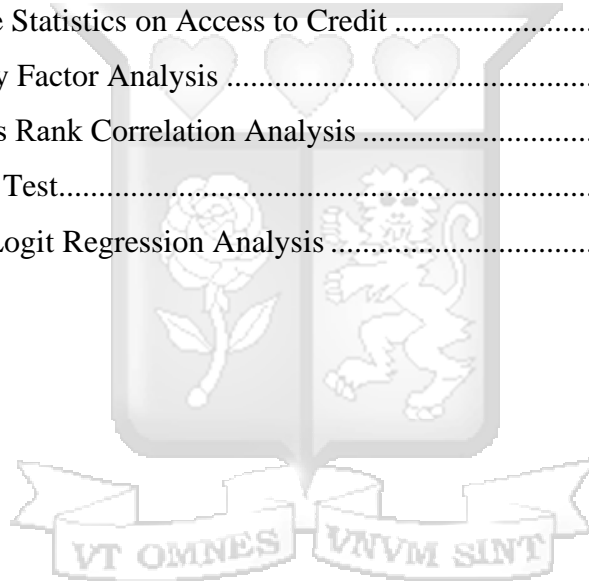 e Statistics on Access to Credit ......................
y Factor Analysis ...........................................
s Rank Correlation Analysis ...........................
Test...............................................................
Logit Regression Analysis ..............................
VT OMNES VNVM SINT